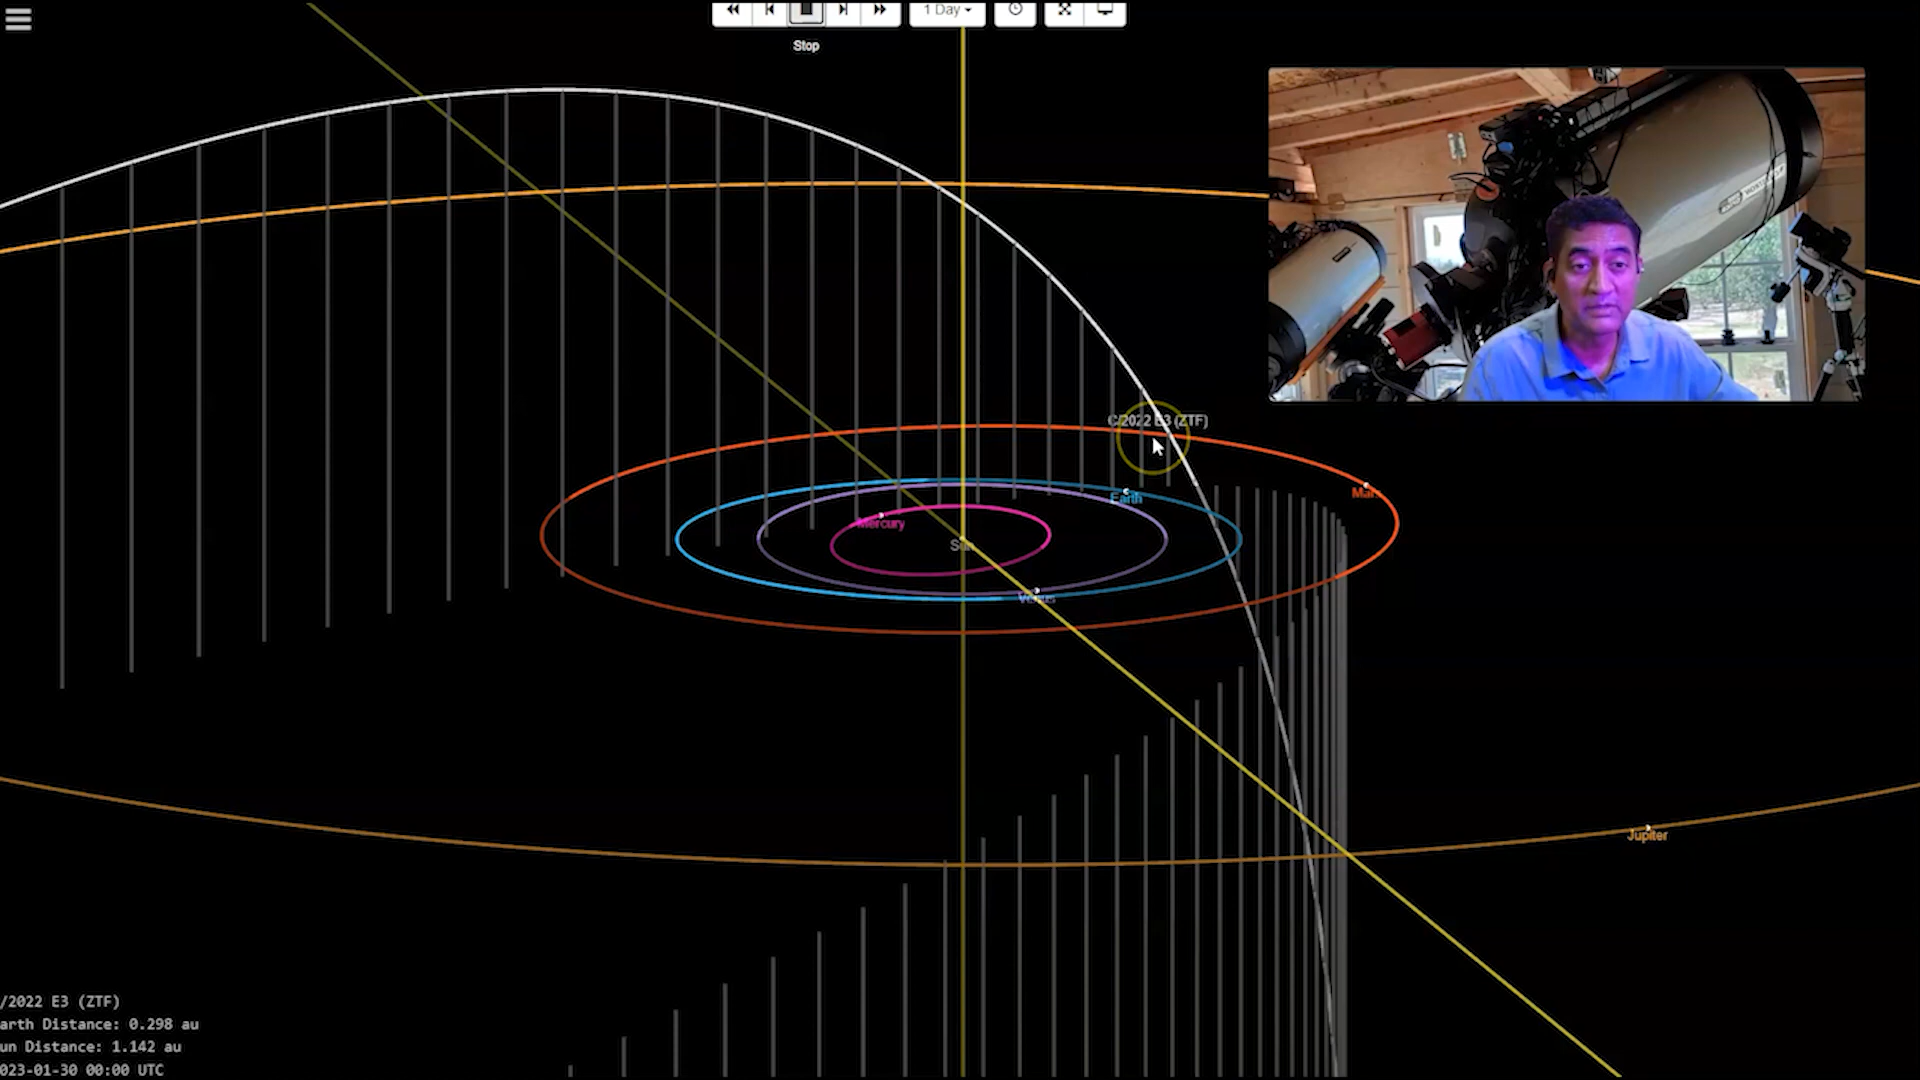 1 Day
Stop
C/2022 E3 (ZTF)
Mars
Earth
Mercury
Sun
Venus
Jupiter
/2022 E3 (ZTF)
arth Distance: 0.298 au
un Distance: 1.142 au
023-01-30 00:00 UTC